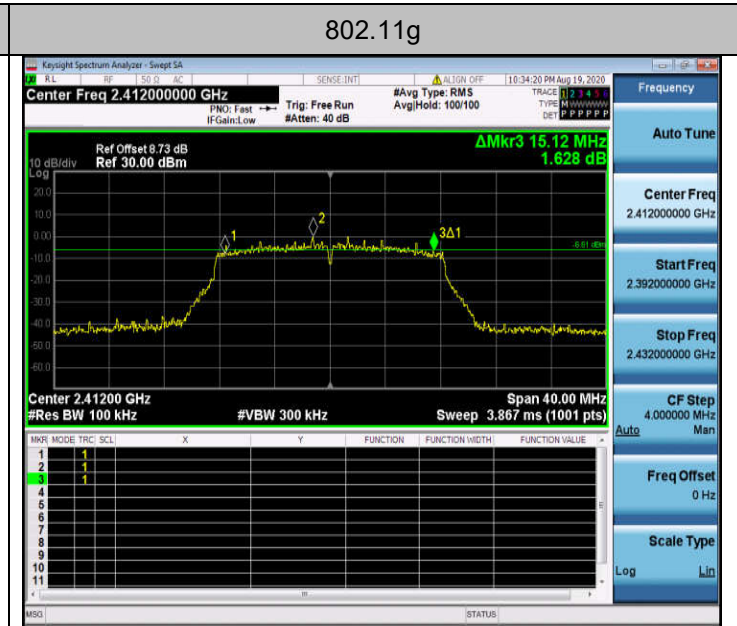 802.11g
Keysight Spectrum Analyzer - Swept SA
RL RF 50 Ω AC SENSE:INT ALIGN OFF 10:34:20 PM Aug 19, 2020
Center Freq 2.412000000 GHz
PNO: Fast
IFGain:Low
Trig: Free Run
#Atten: 40 dB
#Avg Type: RMS
Avg|Hold: 100/100
TRACE 1 2 3 4 5 6
TYPE M WWWWW
DET P P P P P P
Ref Offset 8.73 dB
10 dB/div Ref 30.00 dBm
ΔMkr3 15.12 MHz
1.628 dB
Log
20.0
10.0
0.00
-10.0
-20.0
-30.0
-40.0
-50.0
-60.0
1
2
3Δ1
-6.61 dBm
Center 2.41200 GHz
#Res BW 100 kHz
#VBW 300 kHz
Span 40.00 MHz
Sweep 3.867 ms (1001 pts)
MKR MODE TRC SCL X Y FUNCTION FUNCTION WIDTH FUNCTION VALUE
1 1
2 1
3 1
4
5
6
7
8
9
10
11
MSG STATUS
Frequency
Auto Tune
Center Freq
2.412000000 GHz
Start Freq
2.392000000 GHz
Stop Freq
2.432000000 GHz
CF Step
4.000000 MHz
Auto Man
Freq Offset
0 Hz
Scale Type
Log Lin